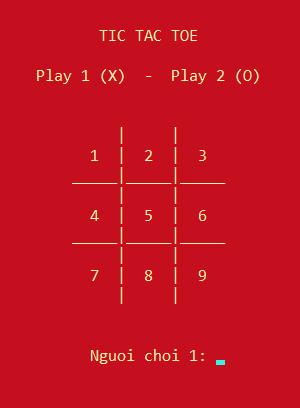 TIC TAC TOE
Play 1 (X)  -  Play 2 (O)
1 | 2 | 3
4 | 5 | 6
7 | 8 | 9
Nguoi choi 1: